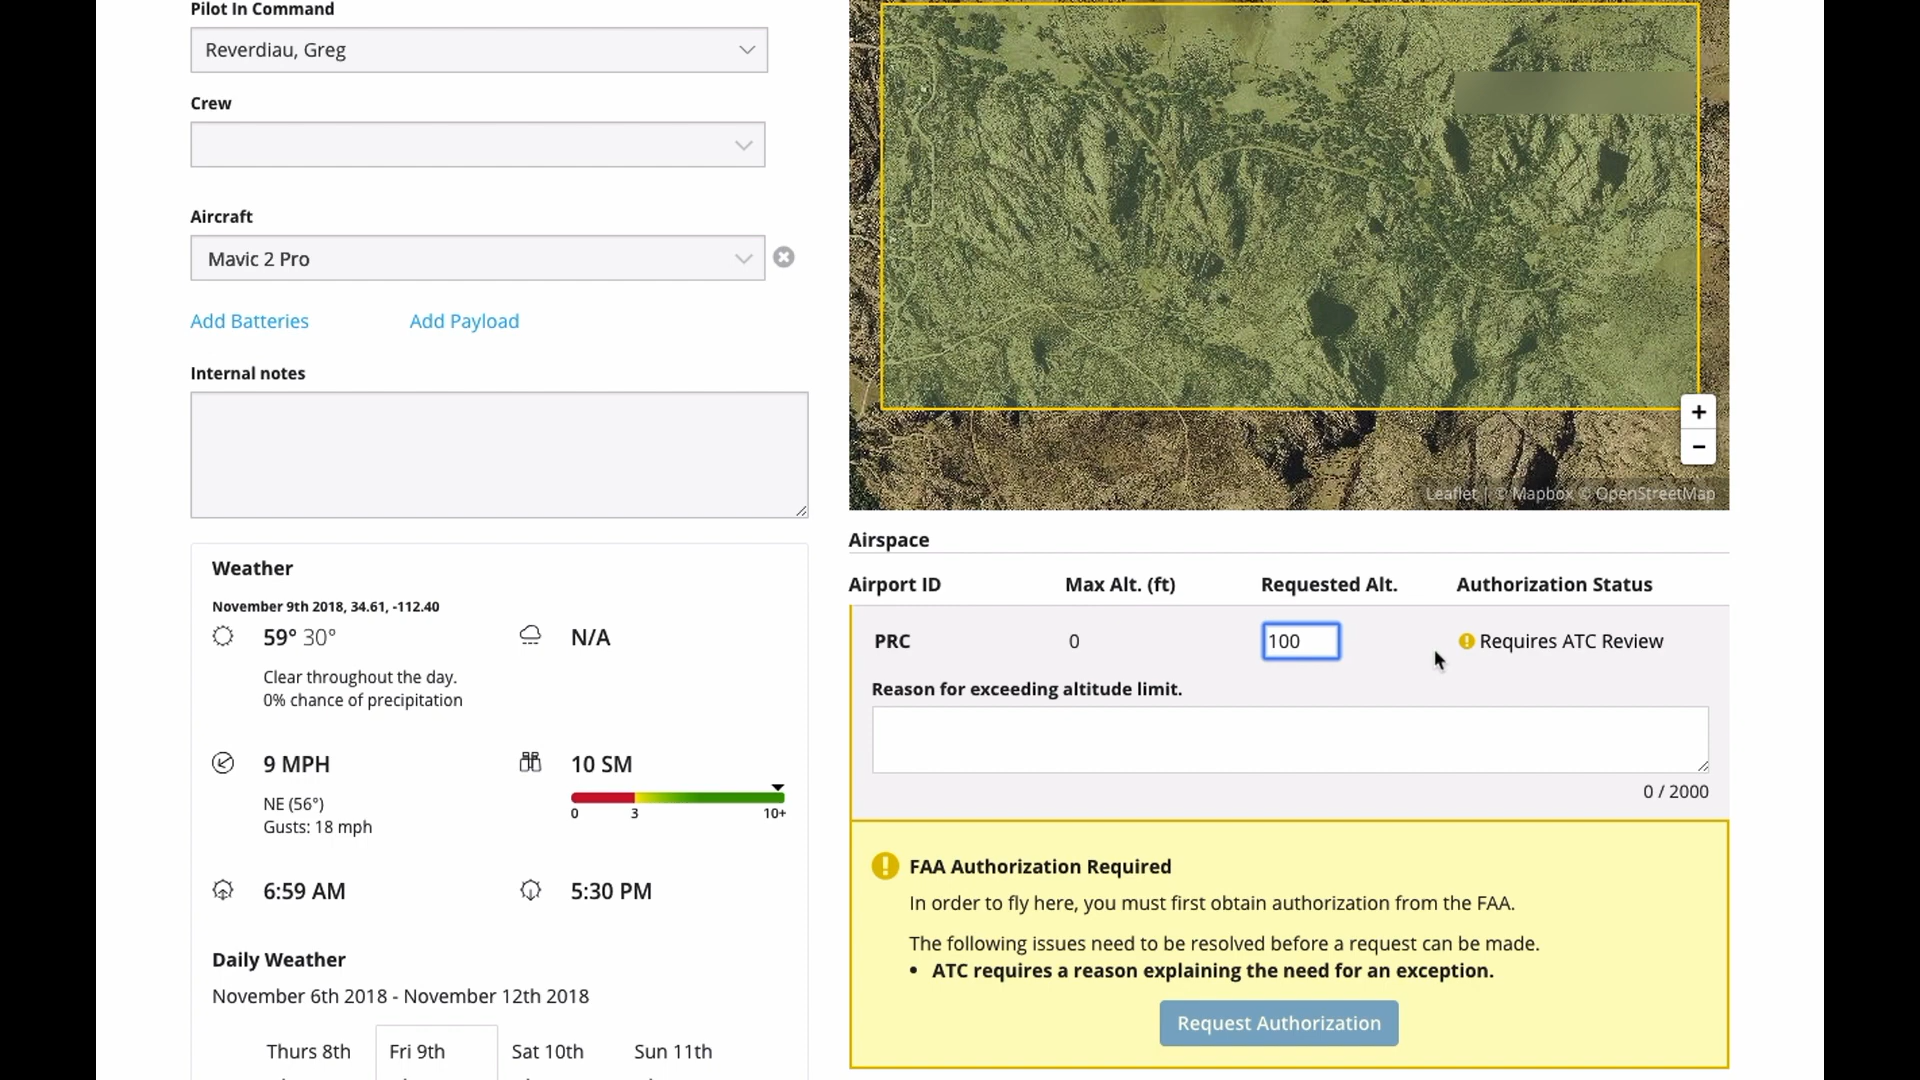 Pilot In Command
Reverdiau, Greg
Crew
Aircraft
Mavic 2 Pro
Add Batteries
Add Payload
Internal notes
Weather
November 9th 2018, 34.61, -112.40
59° 30°
N/A
Clear throughout the day.
0% chance of precipitation
9 MPH
10 SM
NE (56°)
Gusts: 18 mph
0 3 10+
6:59 AM
5:30 PM
Daily Weather
November 6th 2018 - November 12th 2018
Thurs 8th Fri 9th Sat 10th Sun 11th
+
−
Leaflet | © Mapbox © OpenStreetMap
Airspace
Airport ID Max Alt. (ft) Requested Alt. Authorization Status
PRC 0 100 Requires ATC Review
Reason for exceeding altitude limit.
0 / 2000
FAA Authorization Required
In order to fly here, you must first obtain authorization from the FAA.
The following issues need to be resolved before a request can be made.
• ATC requires a reason explaining the need for an exception.
Request Authorization